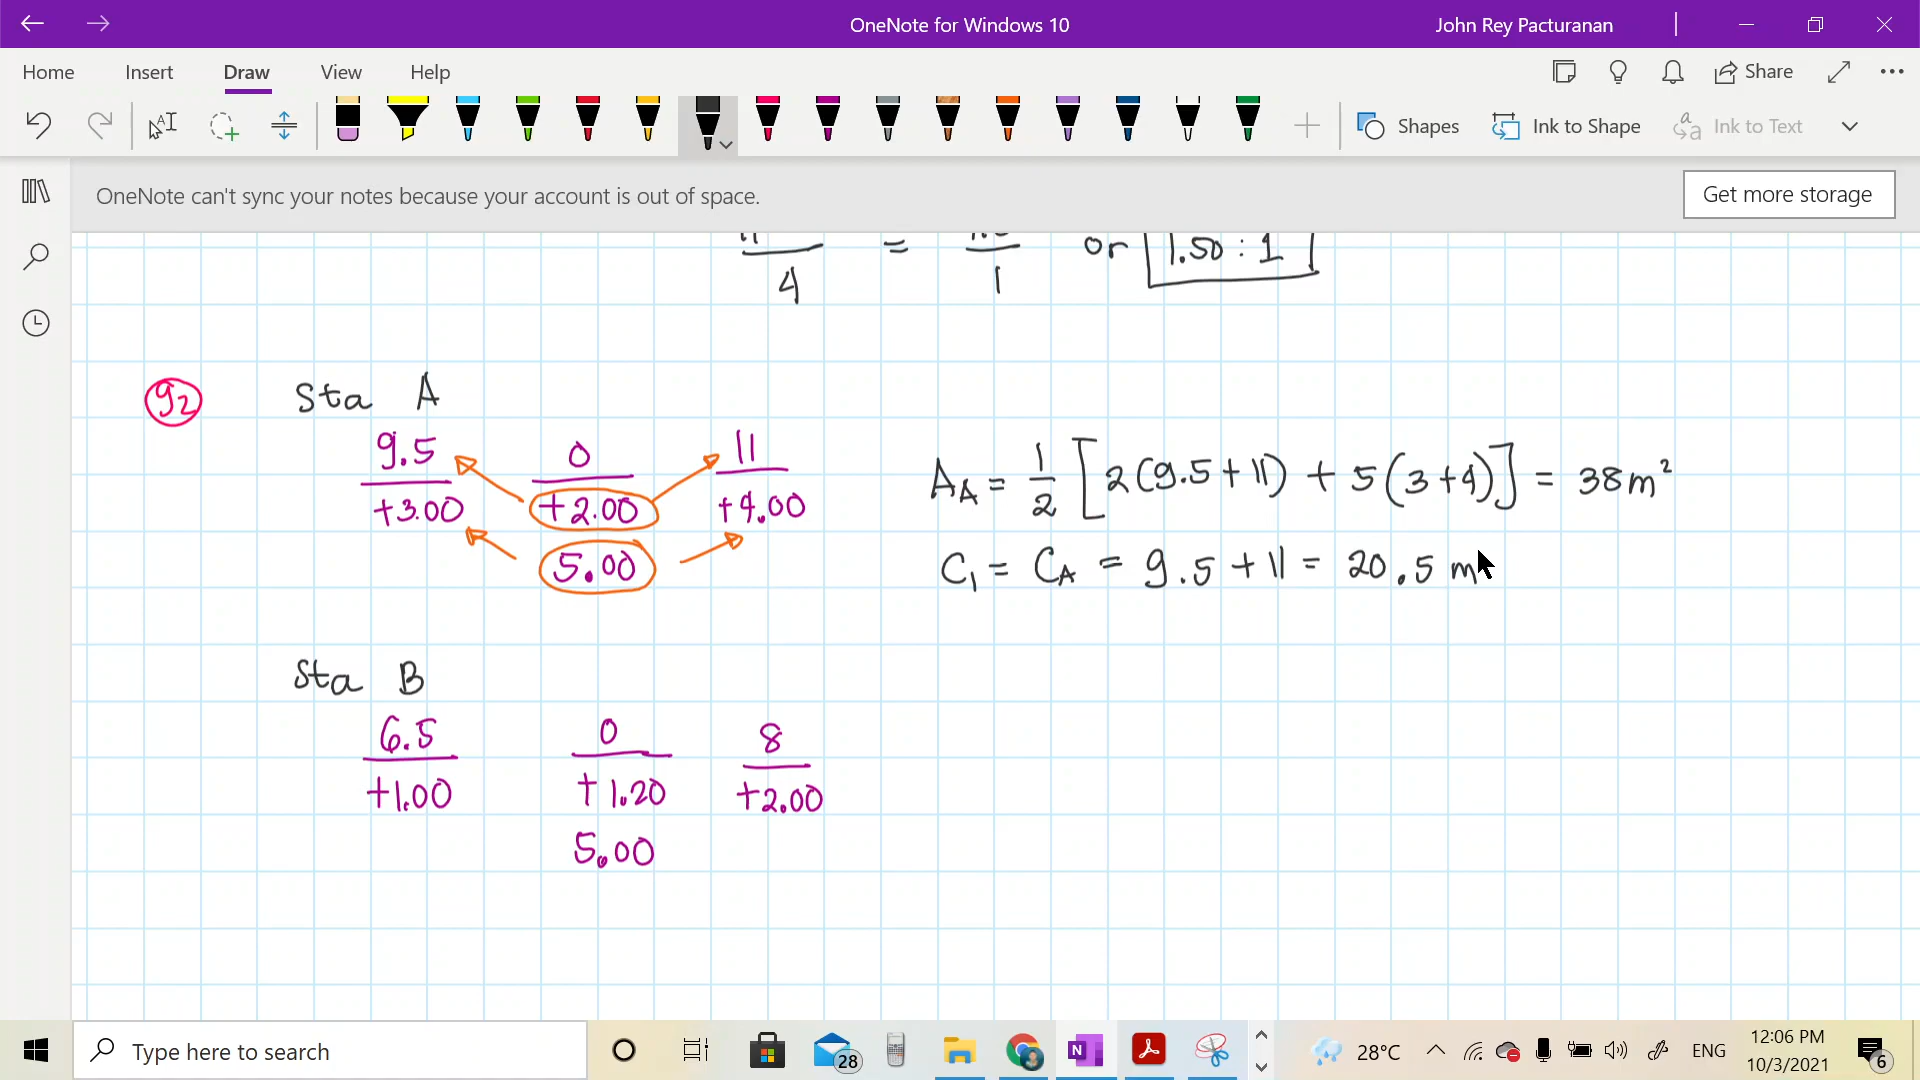 OneNote for Windows 10
John Rey Pacturanan
Home Insert Draw View Help
Share
Shapes Ink to Shape Ink to Text
OneNote can't sync your notes because your account is out of space.
Get more storage
4 = 1 or 1.50 : 1
92 Sta A
9.5 0 11
+3.00 +2.00 +4.00
5.00
A_A = 1/2 [2(9.5+11) + 5(3+4)] = 38m²
C₁ = C_A = 9.5 + 11 = 20.5 m
Sta B
6.5 0 8
+1.00 +1.20 +2.00
5.00
Type here to search
28
28°C
ENG
12:06 PM
10/3/2021
6